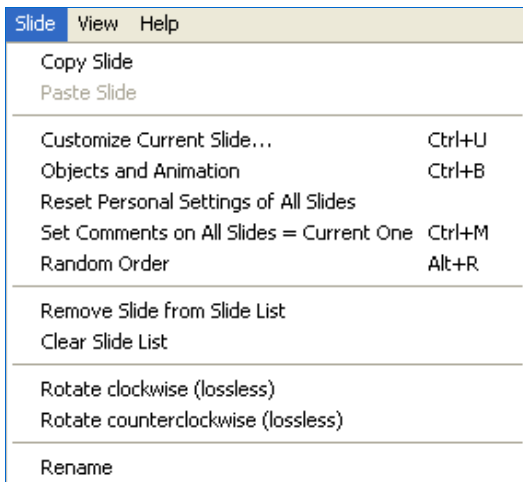 Slide View Help
Copy Slide
Paste Slide
Customize Current Slide... Ctrl+U
Objects and Animation Ctrl+B
Reset Personal Settings of All Slides
Set Comments on All Slides = Current One Ctrl+M
Random Order Alt+R
Remove Slide from Slide List
Clear Slide List
Rotate clockwise (lossless)
Rotate counterclockwise (lossless)
Rename